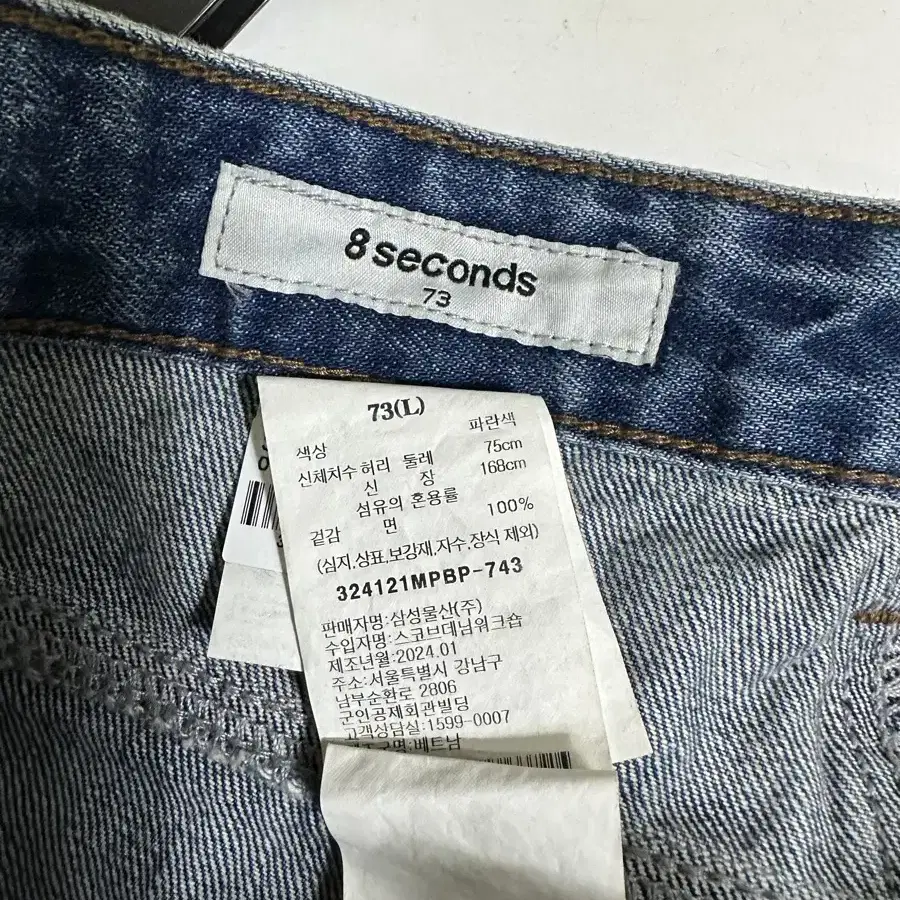 8 seconds
73
73(L)
색상 파란색
신체치수 허리 둘레 75cm
신 장 168cm
섬유의 혼용률
겉감 면 100%
(심지,상표,보강재,자수,장식 제외)
324121MPBP-743
판매자명:삼성물산(주)
수입자명:스코브데님워크숍
제조년월:2024.01
주소:서울특별시 강남구
남부순환로 2806
군인공제회관빌딩
고객상담실:1599-0007
제조국명:베트남